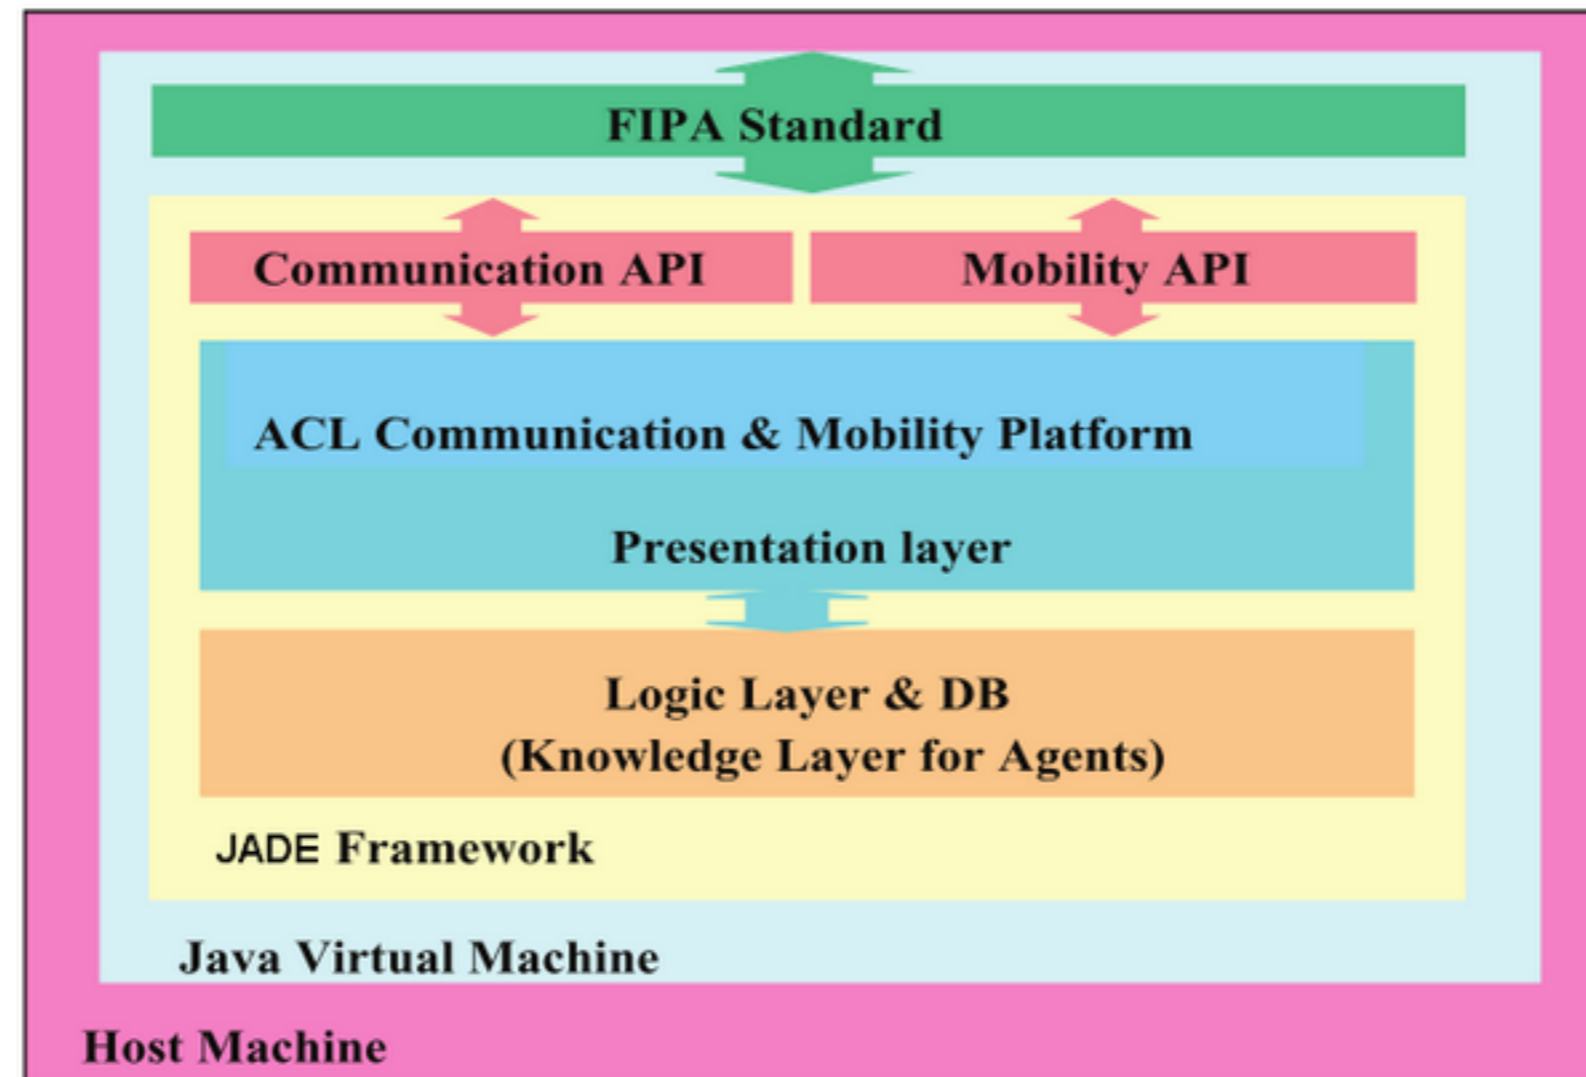 FIPA Standard
Communication API
Mobility API
ACL Communication & Mobility Platform
Presentation layer
Logic Layer & DB
(Knowledge Layer for Agents)
JADE Framework
Java Virtual Machine
Host Machine